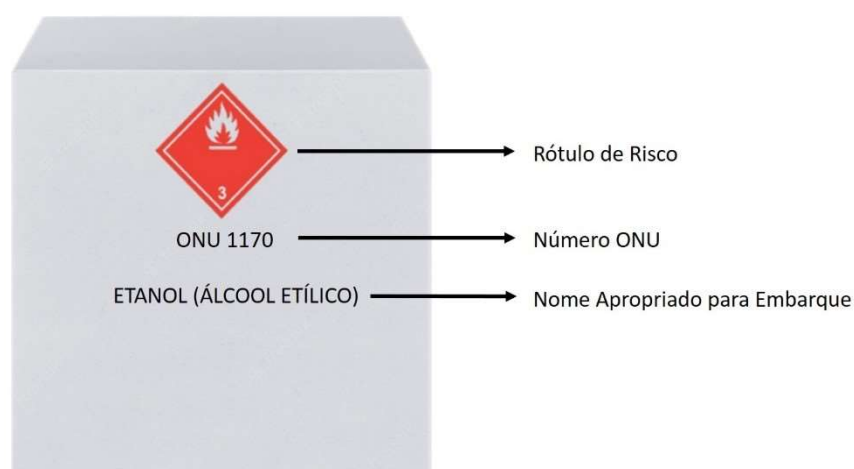 3
Rótulo de Risco
ONU 1170
Número ONU
ETANOL (ÁLCOOL ETÍLICO)
Nome Apropriado para Embarque